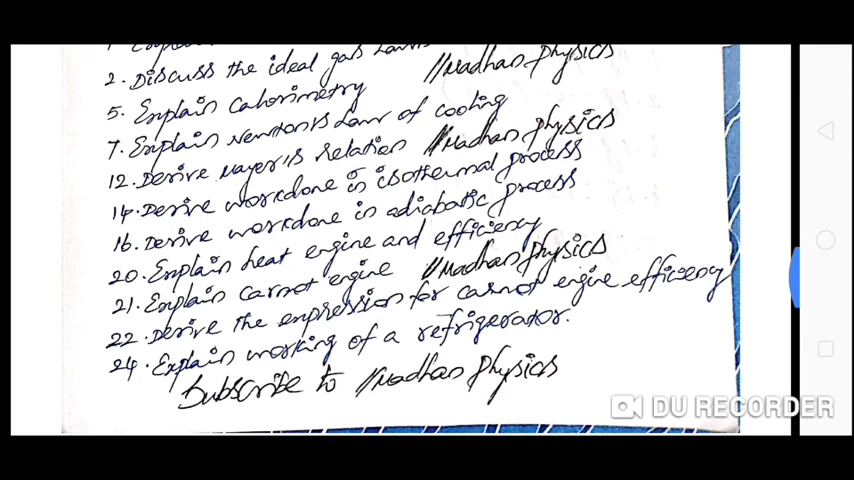 2. Discuss the ideal gas laws
//Madhan Physics
5. Explain Calorimetry
7. Explain Newton's Law of cooling
//Madhan Physics
12. Derive Mayer's relation
14. Derive workdone in isothermal process
16. Derive workdone in adiabatic process
20. Explain heat engine and efficiency
21. Explain carnot engine //Madhan Physics
22. Derive the expression for carnot engine efficiency
24. Explain working of a refrigerator.
Subscribe to //Madhan Physics
DU RECORDER